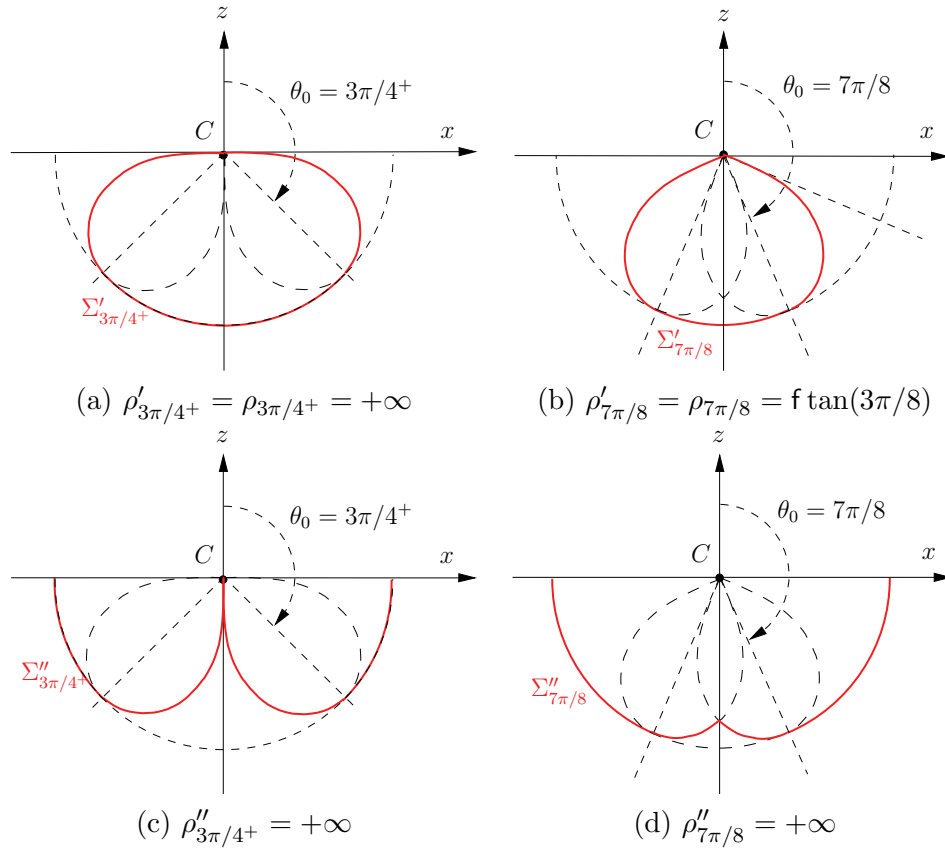 z
z
θ₀ = 3π/4⁺
θ₀ = 7π/8
C
x
C
x
Σ′₃π/₄⁺
Σ′₇π/₈
(a) ρ′₃π/₄⁺ = ρ₃π/₄⁺ = +∞
(b) ρ′₇π/₈ = ρ₇π/₈ = f tan(3π/8)
z
z
θ₀ = 3π/4⁺
θ₀ = 7π/8
C
x
C
x
Σ″₃π/₄⁺
Σ″₇π/₈
(c) ρ″₃π/₄⁺ = +∞
(d) ρ″₇π/₈ = +∞